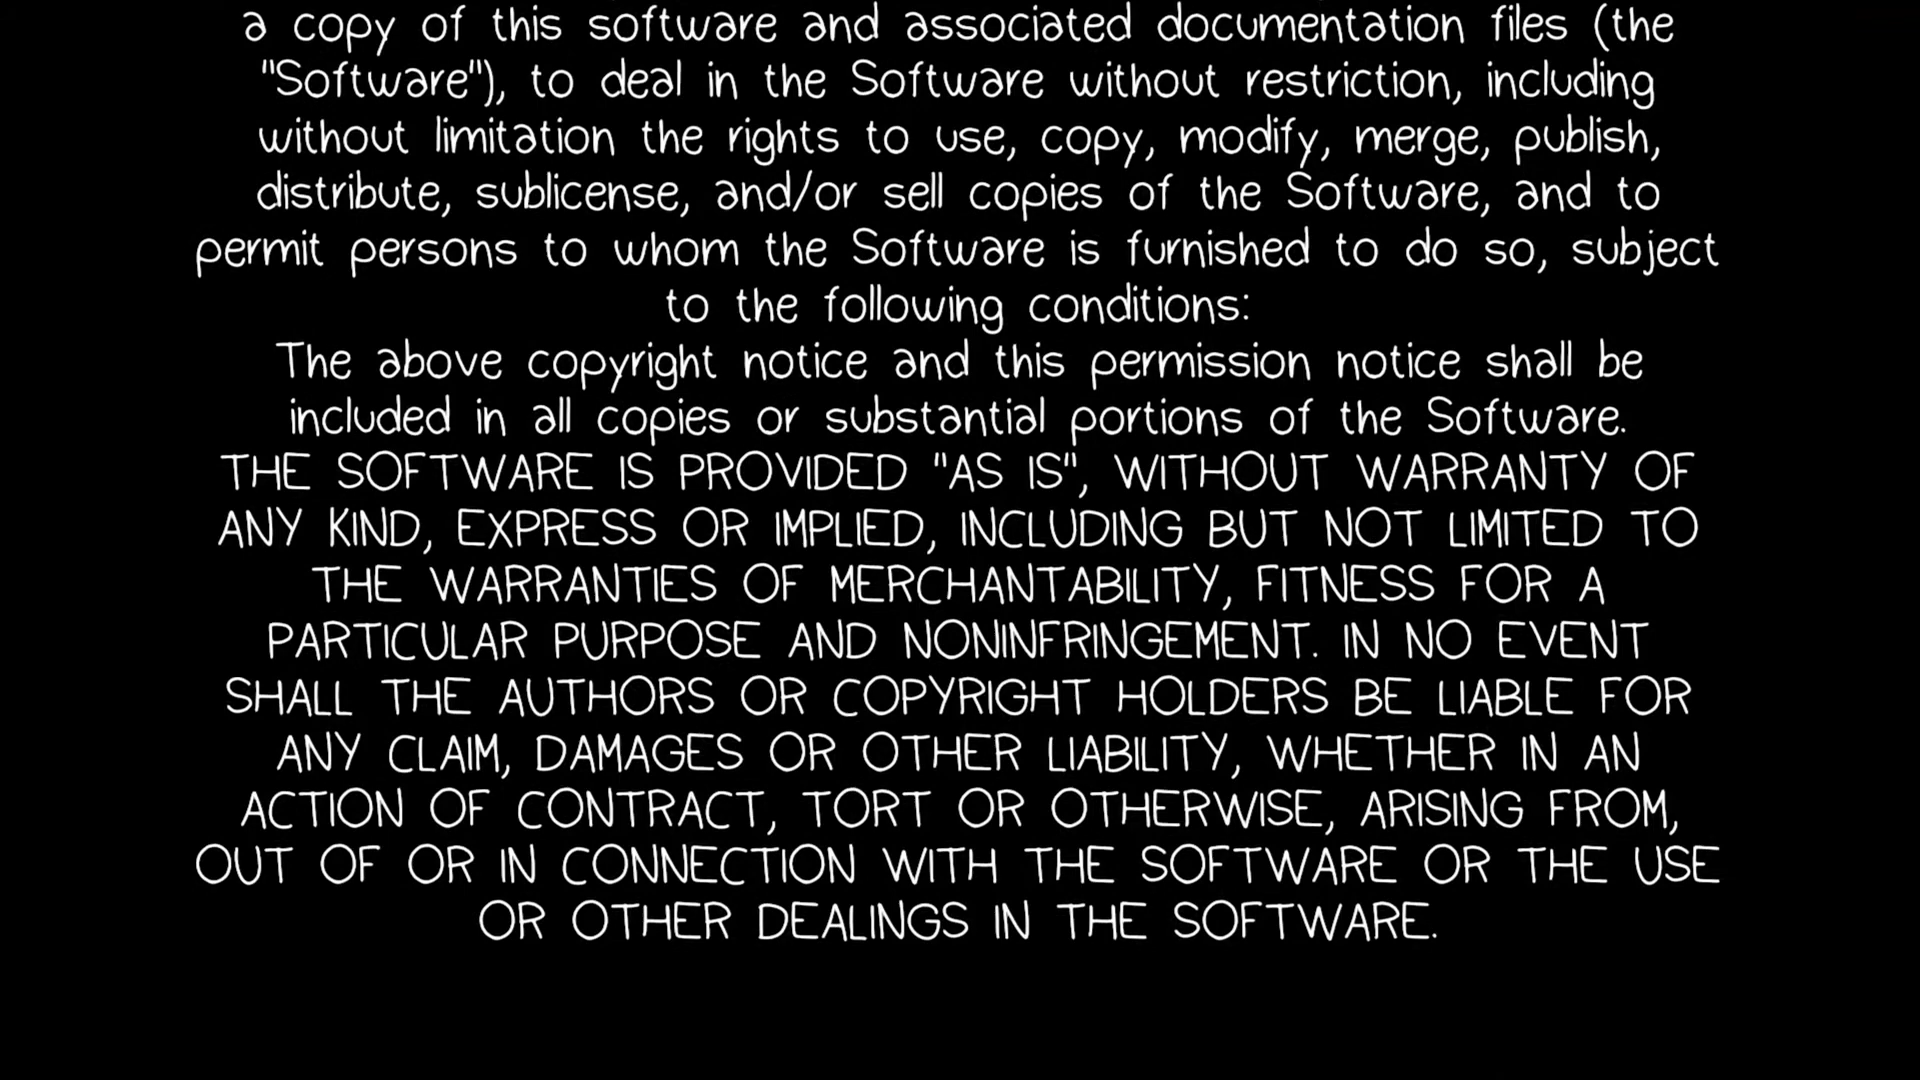 a copy of this software and associated documentation files (the
"Software"), to deal in the Software without restriction, including
without limitation the rights to use, copy, modify, merge, publish,
distribute, sublicense, and/or sell copies of the Software, and to
permit persons to whom the Software is furnished to do so, subject
to the following conditions:
The above copyright notice and this permission notice shall be
included in all copies or substantial portions of the Software.
THE SOFTWARE IS PROVIDED "AS IS", WITHOUT WARRANTY OF
ANY KIND, EXPRESS OR IMPLIED, INCLUDING BUT NOT LIMITED TO
THE WARRANTIES OF MERCHANTABILITY, FITNESS FOR A
PARTICULAR PURPOSE AND NONINFRINGEMENT. IN NO EVENT
SHALL THE AUTHORS OR COPYRIGHT HOLDERS BE LIABLE FOR
ANY CLAIM, DAMAGES OR OTHER LIABILITY, WHETHER IN AN
ACTION OF CONTRACT, TORT OR OTHERWISE, ARISING FROM,
OUT OF OR IN CONNECTION WITH THE SOFTWARE OR THE USE
OR OTHER DEALINGS IN THE SOFTWARE.